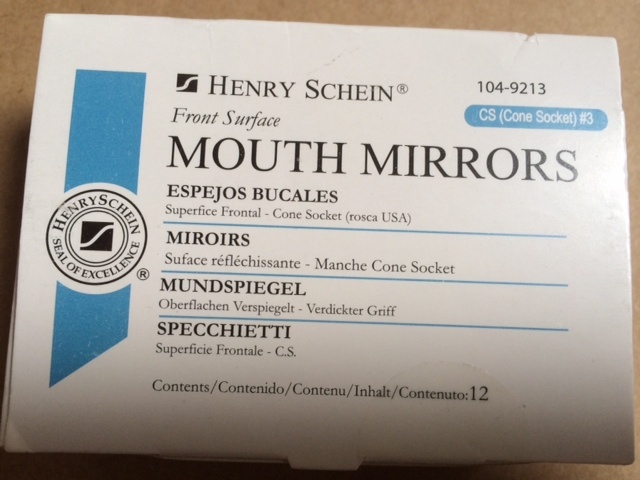 HENRY SCHEIN®
104-9213
CS (Cone Socket) #3
Front Surface
MOUTH MIRRORS
ESPEJOS BUCALES
Superfice Frontal - Cone Socket (rosca USA)
MIROIRS
Suface réfléchissante - Manche Cone Socket
MUNDSPIEGEL
Oberflachen Verspiegelt - Verdickter Griff
SPECCHIETTI
Superficie Frontale - C.S.
Contents/Contenido/Contenu/Inhalt/Contenuto:12
HENRY SCHEIN
SEAL OF EXCELLENCE
®